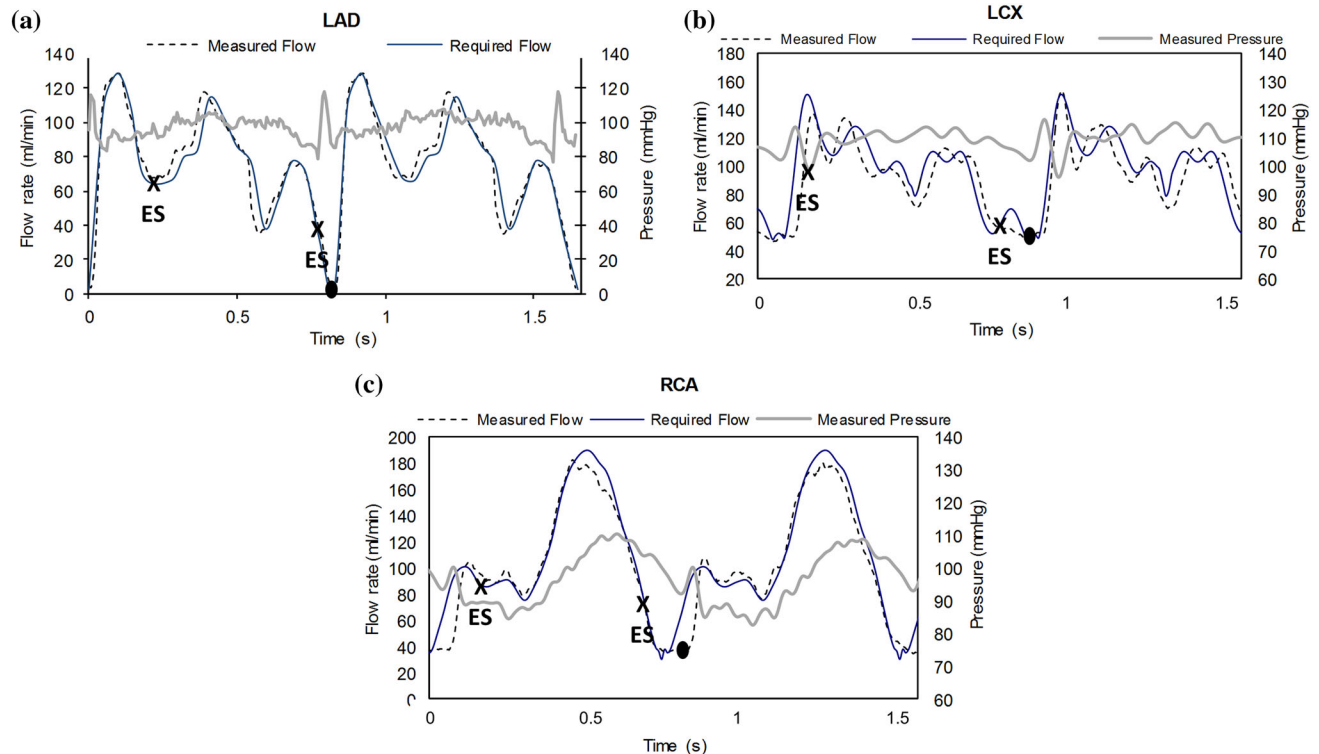 (a)
LAD
Measured Flow Required Flow
140
120
100
80
60
40
20
0
Flow rate (ml/min)
140
120
100
80
60
40
20
0
Pressure (mmHg)
ES
ES
0 0.5 1 1.5
Time (s)
(b)
LCX
Measured Flow Required Flow Measured Pressure
180
160
140
120
100
80
60
40
20
Flow rate (ml/min)
140
130
120
110
100
90
80
70
60
Pressure (mmHg)
ES
ES
0 0.5 1 1.5
Time (s)
(c)
RCA
Measured Flow Required Flow Measured Pressure
200
180
160
140
120
100
80
60
40
20
0
Flow rate (ml/min)
140
130
120
110
100
90
80
70
60
Pressure (mmHg)
ES
ES
0 0.5 1 1.5
Time (s)